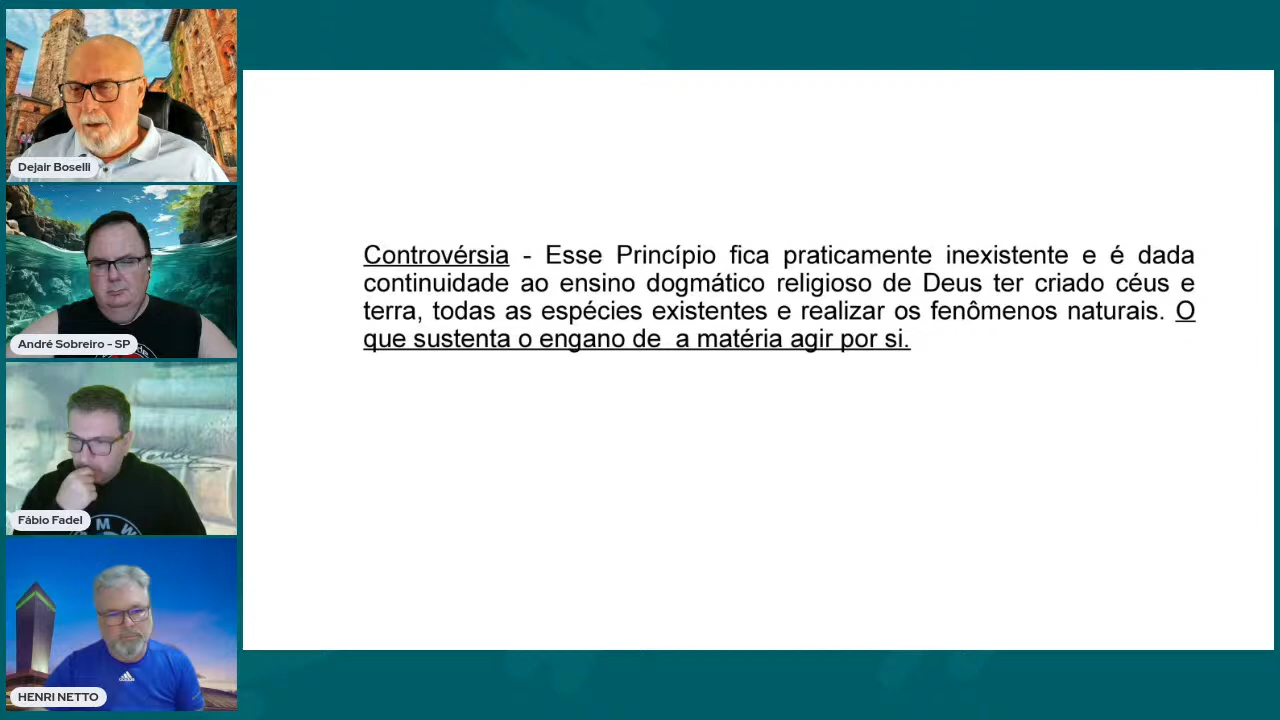 Dejair Boselli
André Sobreiro - SP
Fábio Fadel
M W
HENRI NETTO
Controvérsia - Esse Princípio fica praticamente inexistente e é dada
continuidade ao ensino dogmático religioso de Deus ter criado céus e
terra, todas as espécies existentes e realizar os fenômenos naturais. O
que sustenta o engano de  a matéria agir por si.